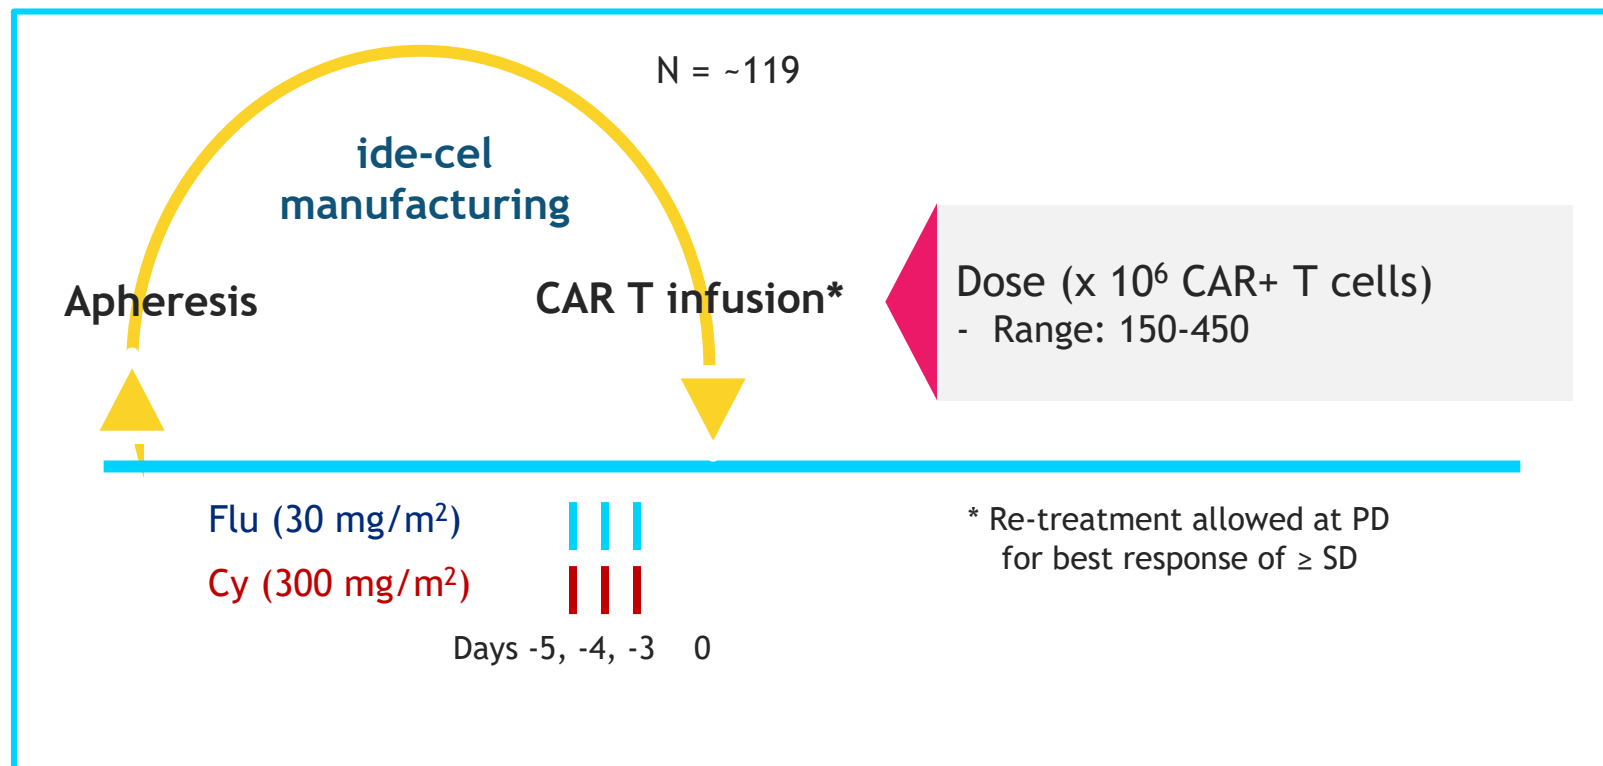 N = ~119
ide-cel
manufacturing
Apheresis
CAR T infusion*
Dose (x 10⁶ CAR+ T cells)
- Range: 150-450
Flu (30 mg/m²)
Cy (300 mg/m²)
Days -5, -4, -3 0
* Re-treatment allowed at PD
for best response of ≥ SD